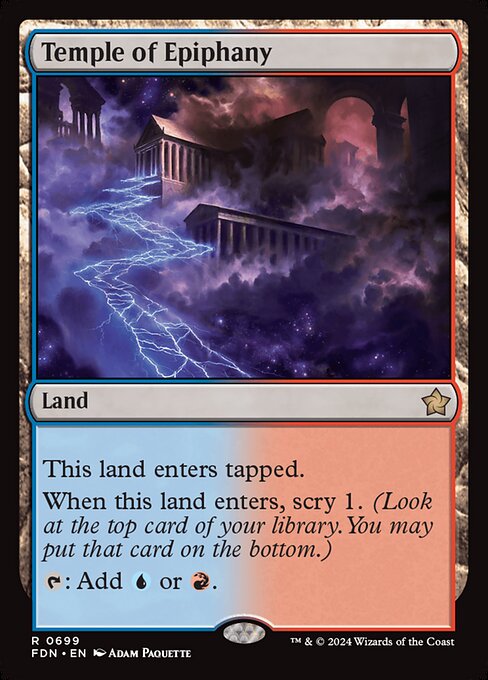 Temple of Epiphany
Land
This land enters tapped.
When this land enters, scry 1. (Look
at the top card of your library. You may
put that card on the bottom.)
: Add or .
R 0699
FDN • EN Adam Paquette
™ & © 2024 Wizards of the Coast